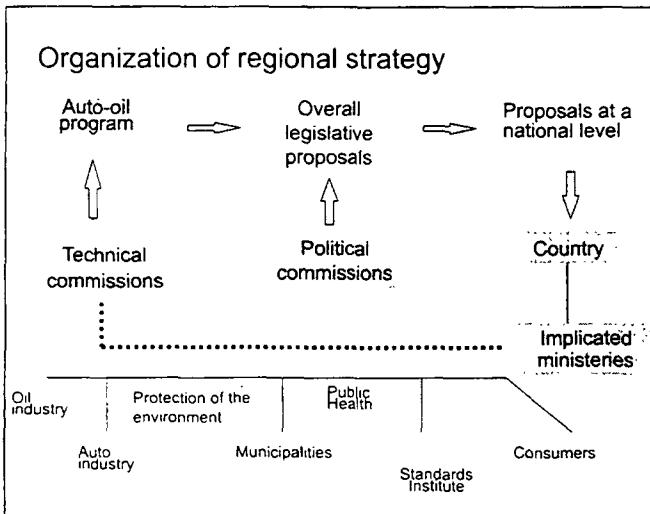 Organization of regional strategy
Auto-oil
program
Overall
legislative
proposals
Proposals at a
national level
Technical
commissions
Political
commissions
Country
Implicated
ministeries
Oil
industry
Protection of the
environment
Public
Health
Auto
industry
Municipalities
Standards
Institute
Consumers